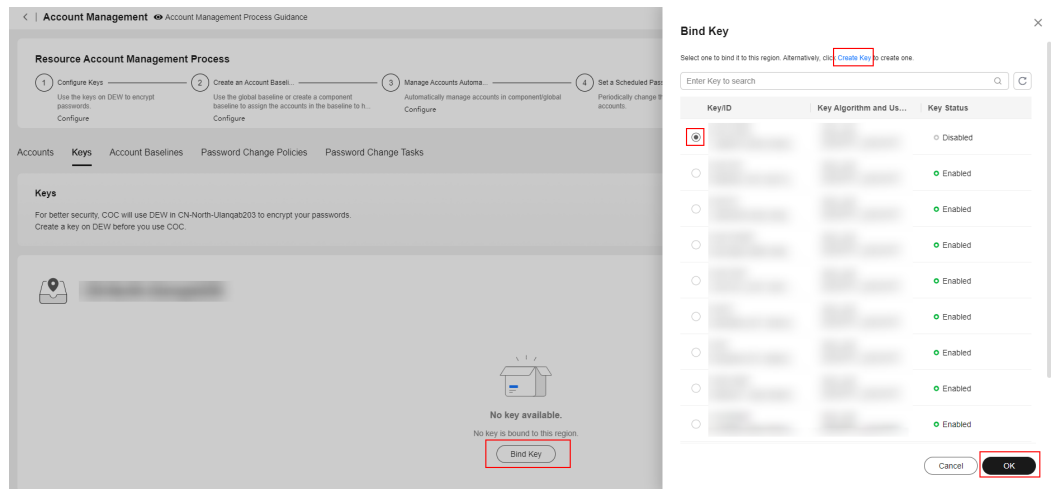 < | Account Management Account Management Process Guidance
Resource Account Management Process
1 Configure Keys
Use the keys on DEW to encrypt
passwords.
Configure
2 Create an Account Baseli...
Use the global baseline or create a component
baseline to assign the accounts in the baseline to h...
Configure
3 Manage Accounts Automa...
Automatically manage accounts in component/global
Configure
4 Set a Scheduled Pas
Periodically change th
accounts.
Accounts Keys Account Baselines Password Change Policies Password Change Tasks
Keys
For better security, COC will use DEW in CN-North-Ulanqab203 to encrypt your passwords.
Create a key on DEW before you use COC.
No key available.
No key is bound to this region.
Bind Key
Bind Key
Select one to bind it to this region. Alternatively, click Create Key to create one.
Enter Key to search
Key/ID Key Algorithm and Us... Key Status
Disabled
Enabled
Enabled
Enabled
Enabled
Enabled
Enabled
Enabled
Enabled
Cancel OK